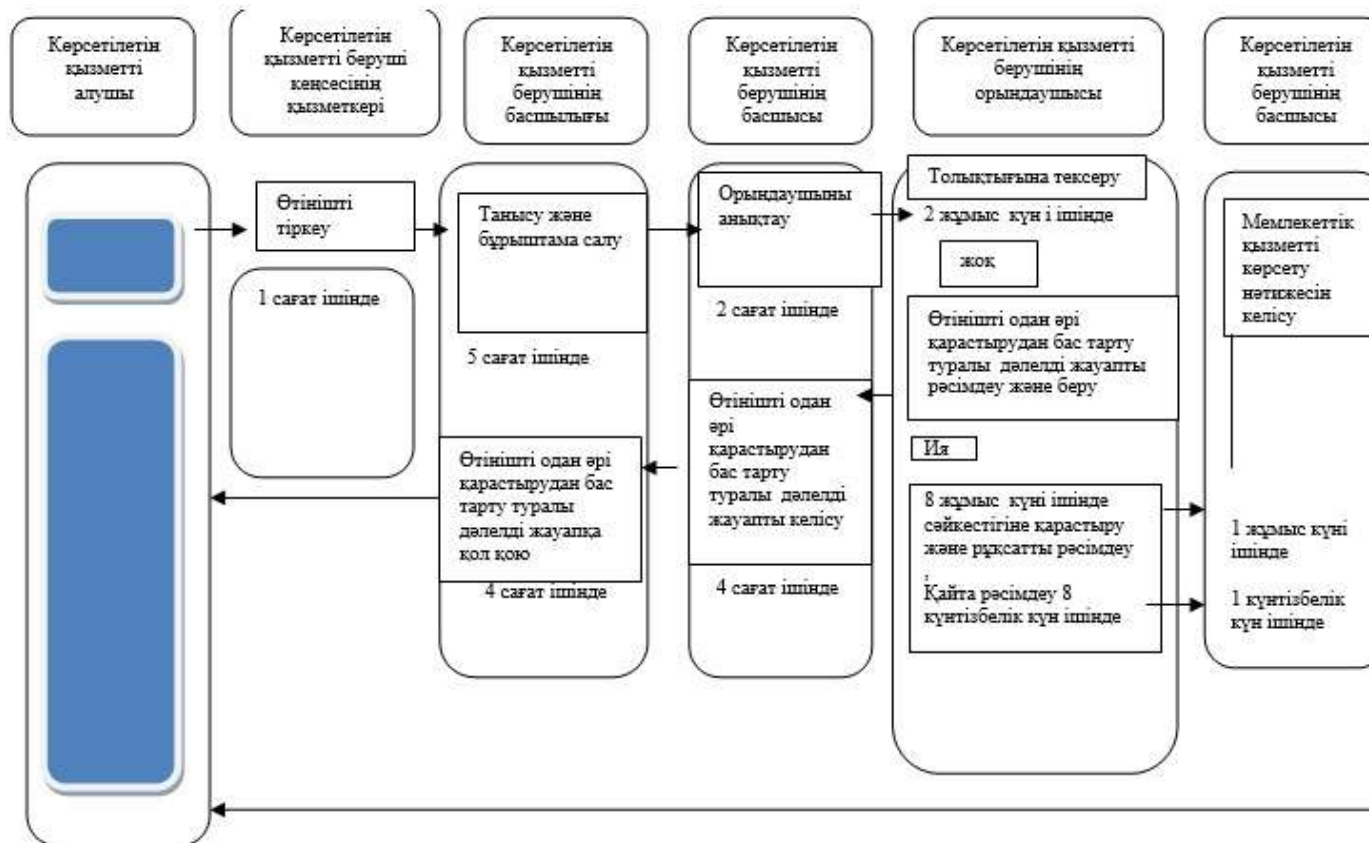 Көрсетілетін
қызметті
алушы
Көрсетілетін
қызметті беруші
кеңсесінің
қызметкері
Көрсетілетін
қызметті
берушінің
басшылығы
Көрсетілетін
қызметті
берушінің
басшысы
Көрсетілетін қызметті
берушінің
орындаушысы
Көрсетілетін
қызметті
берушінің
басшысы
Өтінішті
тіркеу
1 сағат ішінде
Танысу және
бұрыштама салу
5 сағат ішінде
Өтінішті одан әрі
қарастырудан бас
тарту туралы
дәлелді жауапқа
қол қою
4 сағат ішінде
Орындаушыны
анықтау
2 сағат ішінде
Өтінішті одан
әрі
қарастырудан
бас тарту
туралы дәлелді
жауапты келісу
4 сағат ішінде
Толықтығына тексеру
2 жұмыс күн і ішінде
жоқ
Өтінішті одан әрі
қарастырудан бас тарту
туралы дәлелді жауапты
рәсімдеу және беру
Ия
8 жұмыс күні ішінде
сәйкестігіне қарастыру
және рұқсатты рәсімдеу
;
Қайта рәсімдеу 8
күнтізбелік күн ішінде
Мемлекеттік
қызметті
көрсету
нәтижесін
келісу
1 жұмыс күні
ішінде
1 күнтізбелік
күн ішінде